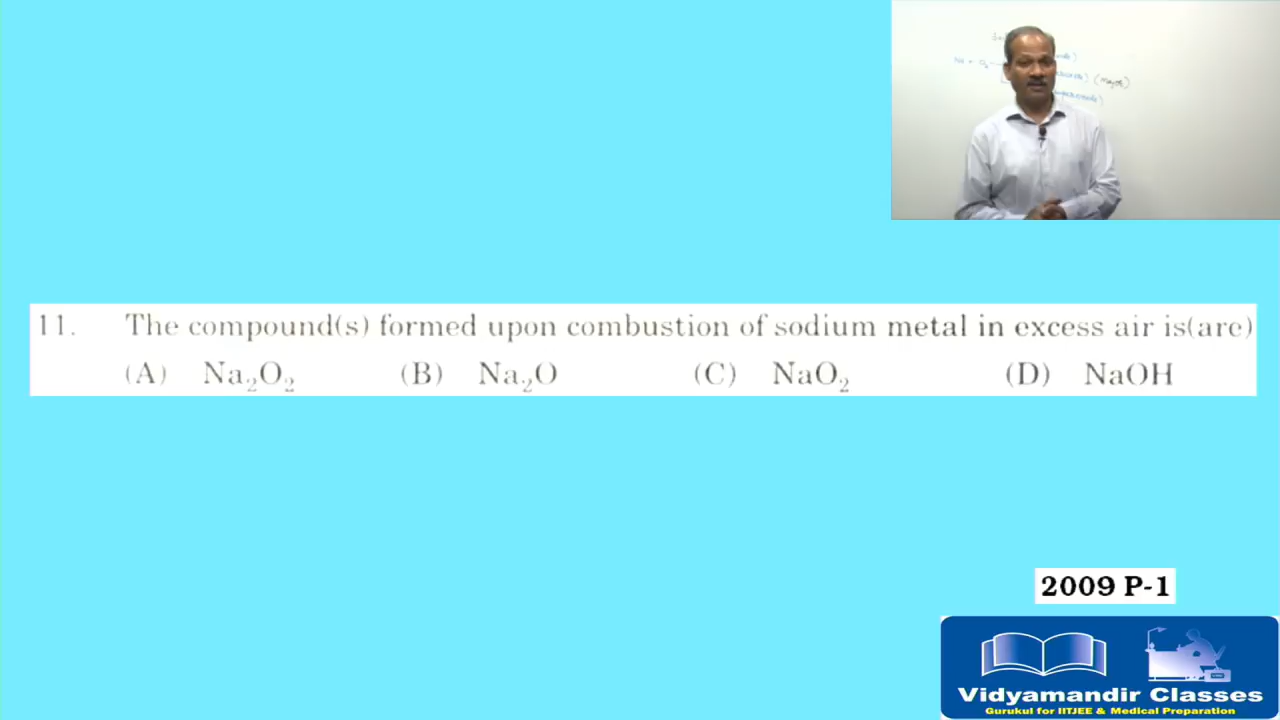 11. The compound(s) formed upon combustion of sodium metal in excess air is(are)
(A) Na₂O₂ (B) Na₂O (C) NaO₂ (D) NaOH
2009 P-1
Vidyamandir Classes
Gurukul for IITJEE & Medical Preparation